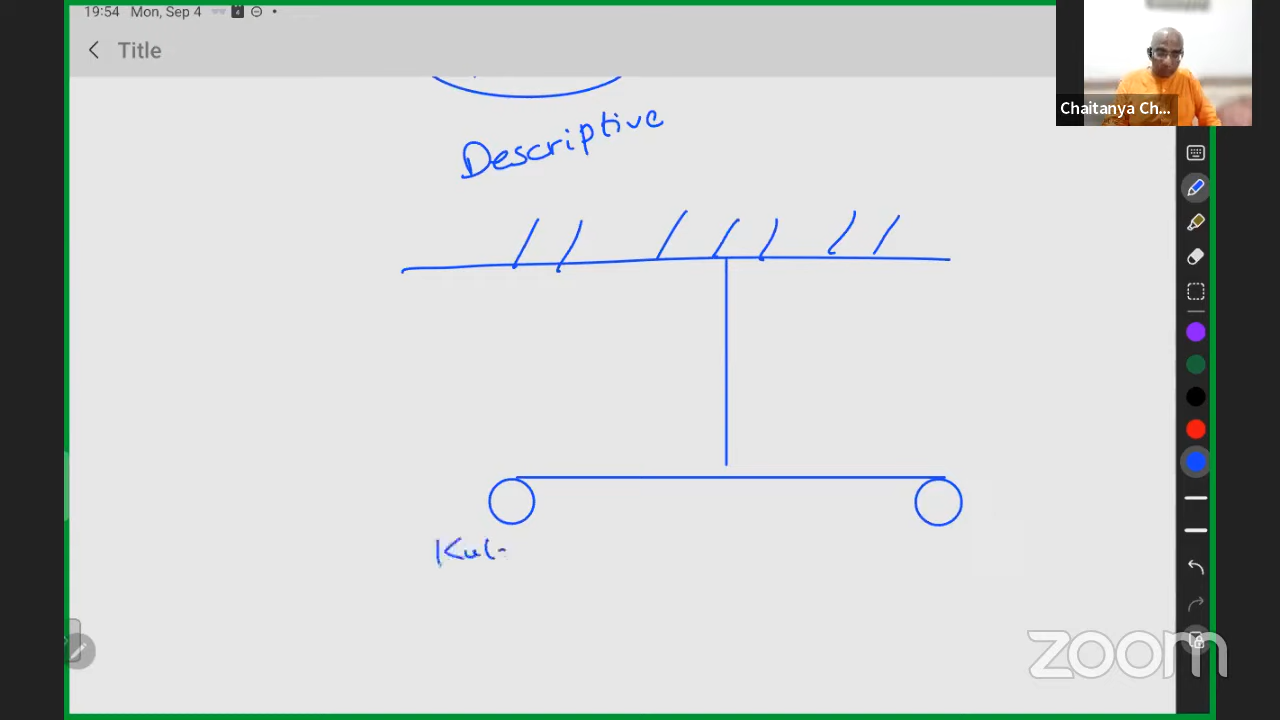 19:54 Mon, Sep 4
Title
Chaitanya Ch...
Descriptive
Kul
zoom